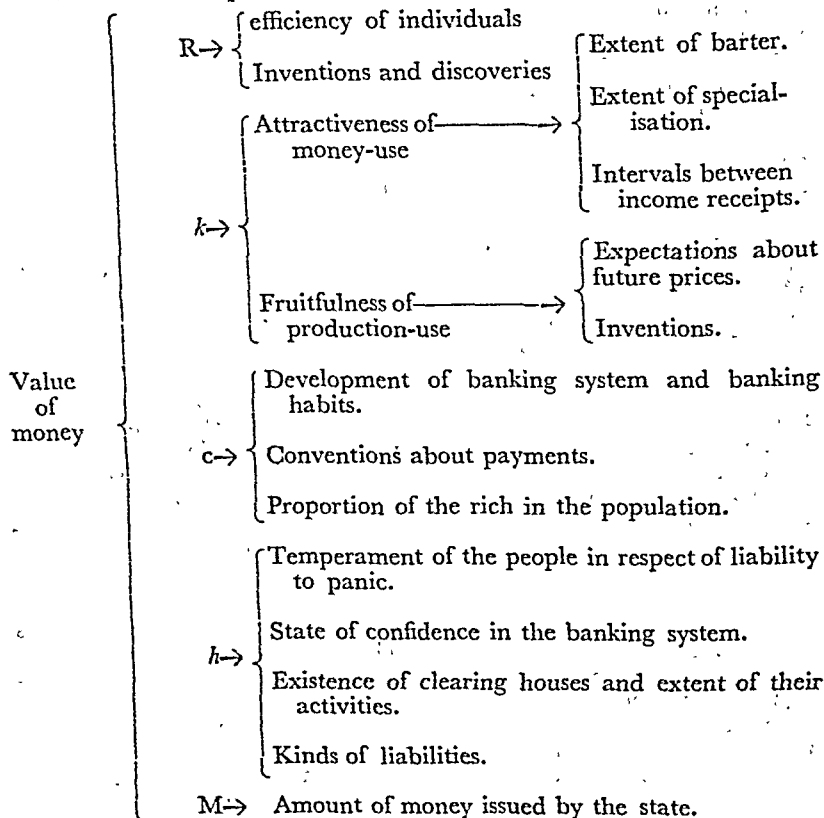 R→ efficiency of individuals
Inventions and discoveries
k→ Attractiveness of → Extent of barter.
money-use
Extent of special-
isation.
Intervals between
income receipts.
Fruitfulness of → Expectations about
production-use future prices.
Inventions.
Value
of
money
c→ Development of banking system and banking
habits.
Conventions about payments.
Proportion of the rich in the population.
h→ Temperament of the people in respect of liability
to panic.
State of confidence in the banking system.
Existence of clearing houses and extent of their
activities.
Kinds of liabilities.
M→ Amount of money issued by the state.